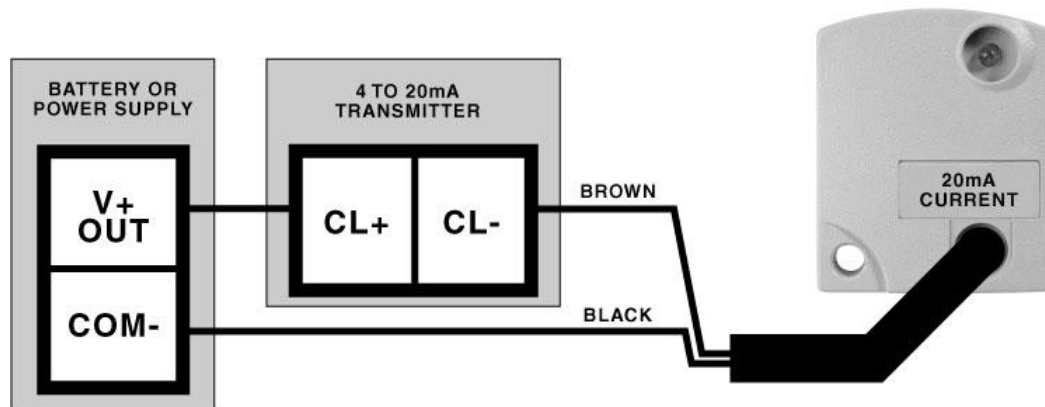 BATTERY OR
POWER SUPPLY
V+
OUT
COM-
4 TO 20mA
TRANSMITTER
CL+
CL-
BROWN
BLACK
20mA
CURRENT